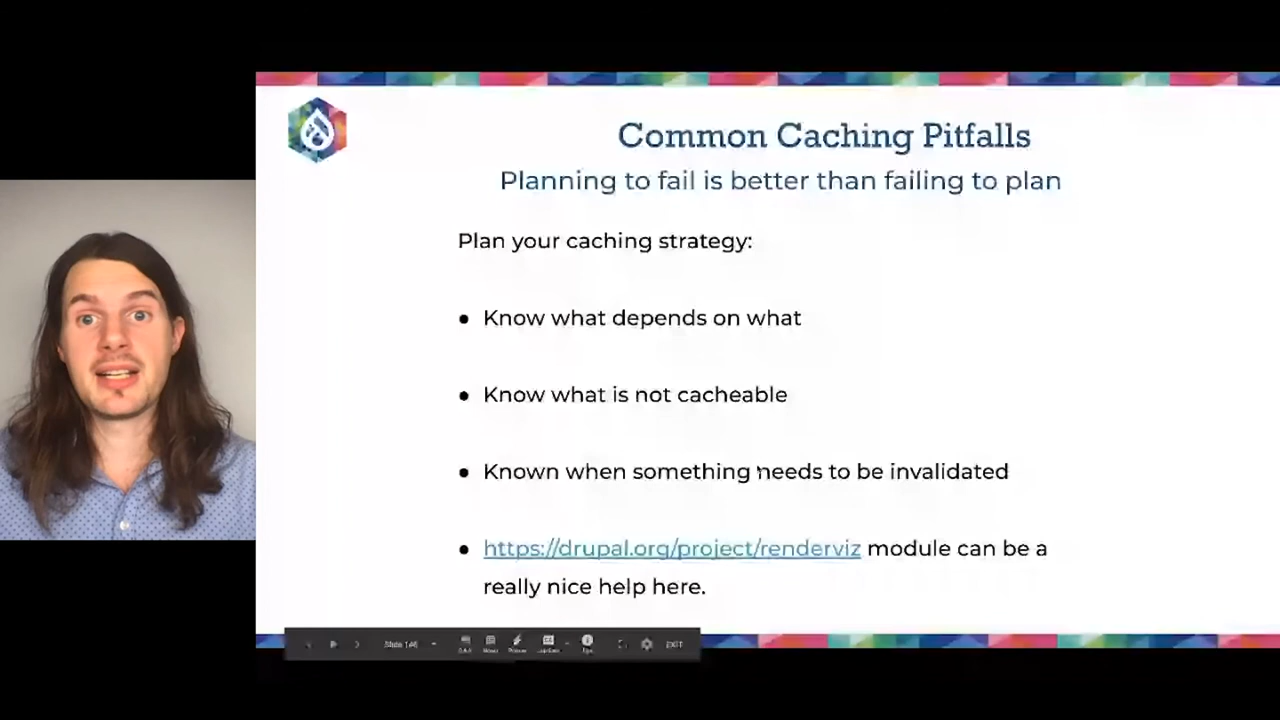 Common Caching Pitfalls
Planning to fail is better than failing to plan
Plan your caching strategy:
● Know what depends on what
● Know what is not cacheable
● Known when something needs to be invalidated
● https://drupal.org/project/renderviz module can be a
really nice help here.
Slide EXIT